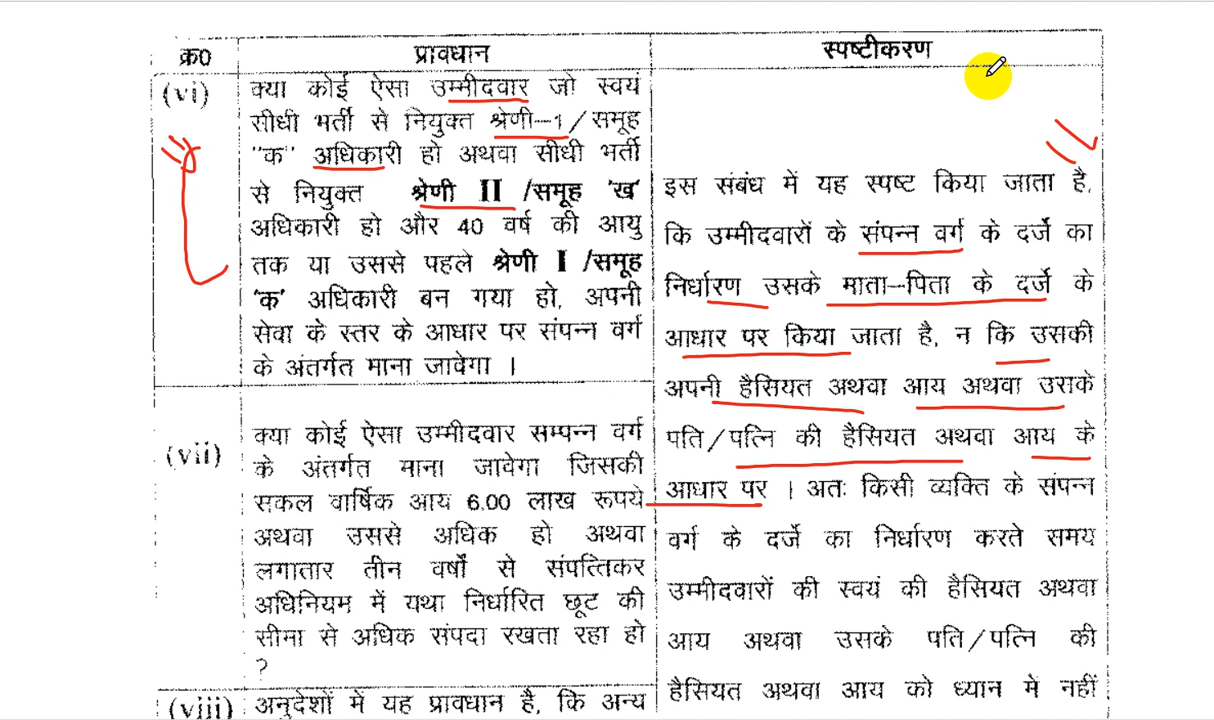 क्र0
प्रावधान
स्पष्टीकरण
(vi)
क्या कोई ऐसा उम्मीदवार जो स्वयं
सीधी भर्ती से नियुक्त श्रेणी–1/समूह
"क" अधिकारी हो अथवा सीधी भर्ती
से नियुक्त श्रेणी II /समूह 'ख'
अधिकारी हो और 40 वर्ष की आयु
तक या उससे पहले श्रेणी I /समूह
'क' अधिकारी बन गया हो, अपनी
सेवा के स्तर के आधार पर संपन्न वर्ग
के अंतर्गत माना जावेगा ।
(vii)
क्या कोई ऐसा उम्मीदवार सम्पन्न वर्ग
के अंतर्गत माना जावेगा जिसकी
सकल वार्षिक आय 6.00 लाख रूपये
अथवा उससे अधिक हो अथवा
लगातार तीन वर्षों से संपत्तिकर
अधिनियम में यथा निर्धारित छूट की
सीमा से अधिक संपदा रखता रहा हो
?
(viii)
अनुदेशों में यह प्रावधान है, कि अन्य
इस संबंध में यह स्पष्ट किया जाता है,
कि उम्मीदवारों के संपन्न वर्ग के दर्जे का
निर्धारण उसके माता–पिता के दर्जे के
आधार पर किया जाता है, न कि उसकी
अपनी हैसियत अथवा आय अथवा उसके
पति/पत्नि की हैसियत अथवा आय के
आधार पर । अतः किसी व्यक्ति के संपन्न
वर्ग के दर्जे का निर्धारण करते समय
उम्मीदवारों की स्वयं की हैसियत अथवा
आय अथवा उसके पति/पत्नि की
हैसियत अथवा आय को ध्यान मे नहीं